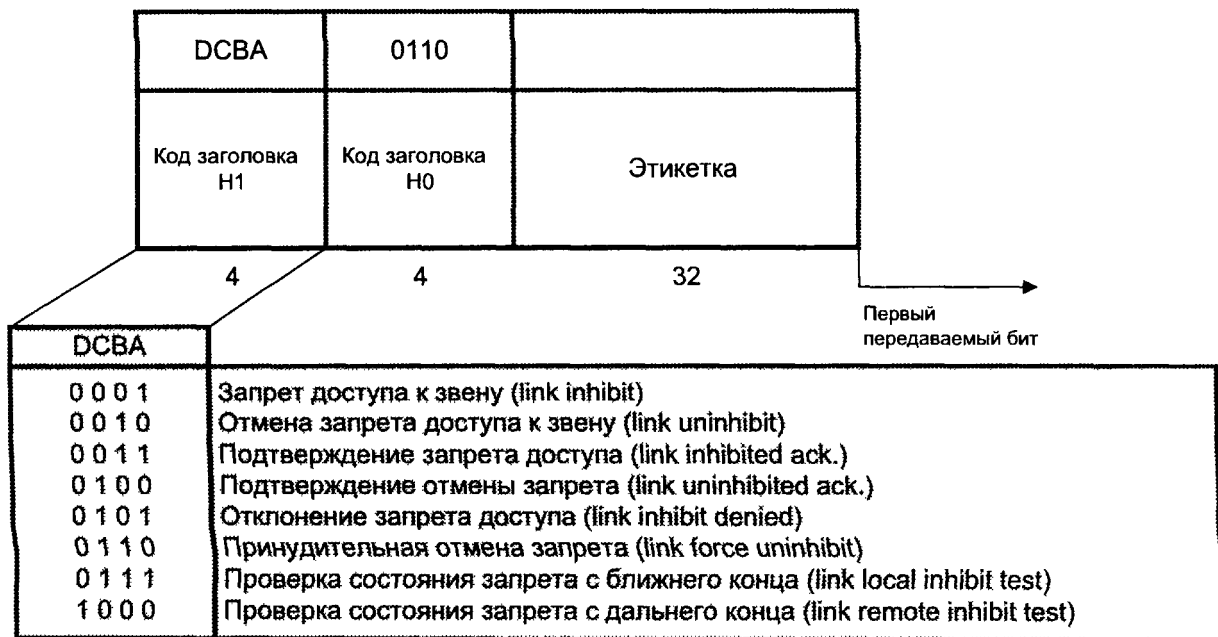 DCBA 0110
Код заголовка Код заголовка Этикетка
H1 H0
4 4 32
Первый
передаваемый бит
DCBA
0 0 0 1 Запрет доступа к звену (link inhibit)
0 0 1 0 Отмена запрета доступа к звену (link uninhibit)
0 0 1 1 Подтверждение запрета доступа (link inhibited ack.)
0 1 0 0 Подтверждение отмены запрета (link uninhibited ack.)
0 1 0 1 Отклонение запрета доступа (link inhibit denied)
0 1 1 0 Принудительная отмена запрета (link force uninhibit)
0 1 1 1 Проверка состояния запрета с ближнего конца (link local inhibit test)
1 0 0 0 Проверка состояния запрета с дальнего конца (link remote inhibit test)